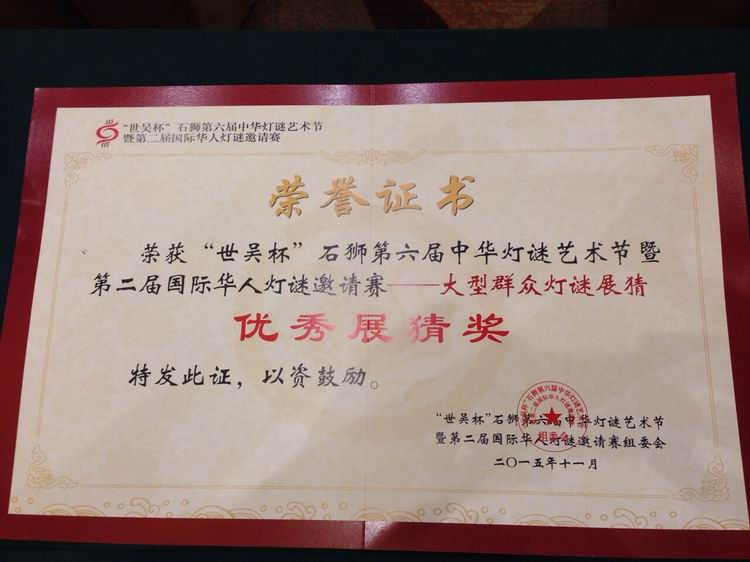 “世吴杯”石狮第六届中华灯谜艺术节
暨第二届国际华人灯谜邀请赛
荣誉证书
荣获“世吴杯”石狮第六届中华灯谜艺术节暨
第二届国际华人灯谜邀请赛——大型群众灯谜展猜
优秀展猜奖
特发此证，以资鼓励。
“世吴杯”石狮第六届中华灯谜艺术节
暨第二届国际华人灯谜邀请赛组委会
二〇一五年十一月
组委会